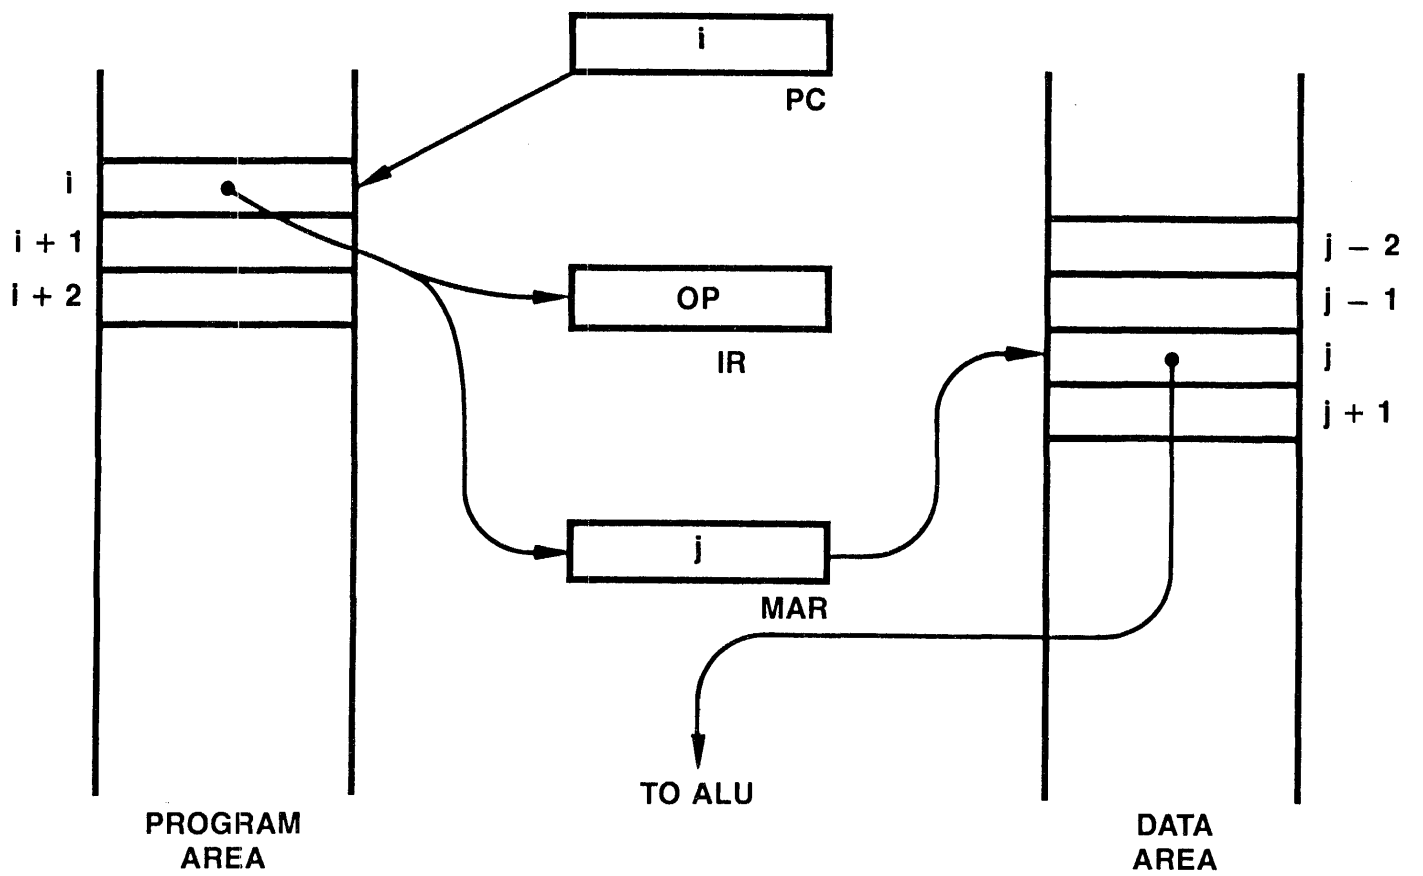 i
PC
i
i + 1
i + 2
OP
IR
j
MAR
j − 2
j − 1
j
j + 1
TO ALU
PROGRAM
AREA
DATA
AREA